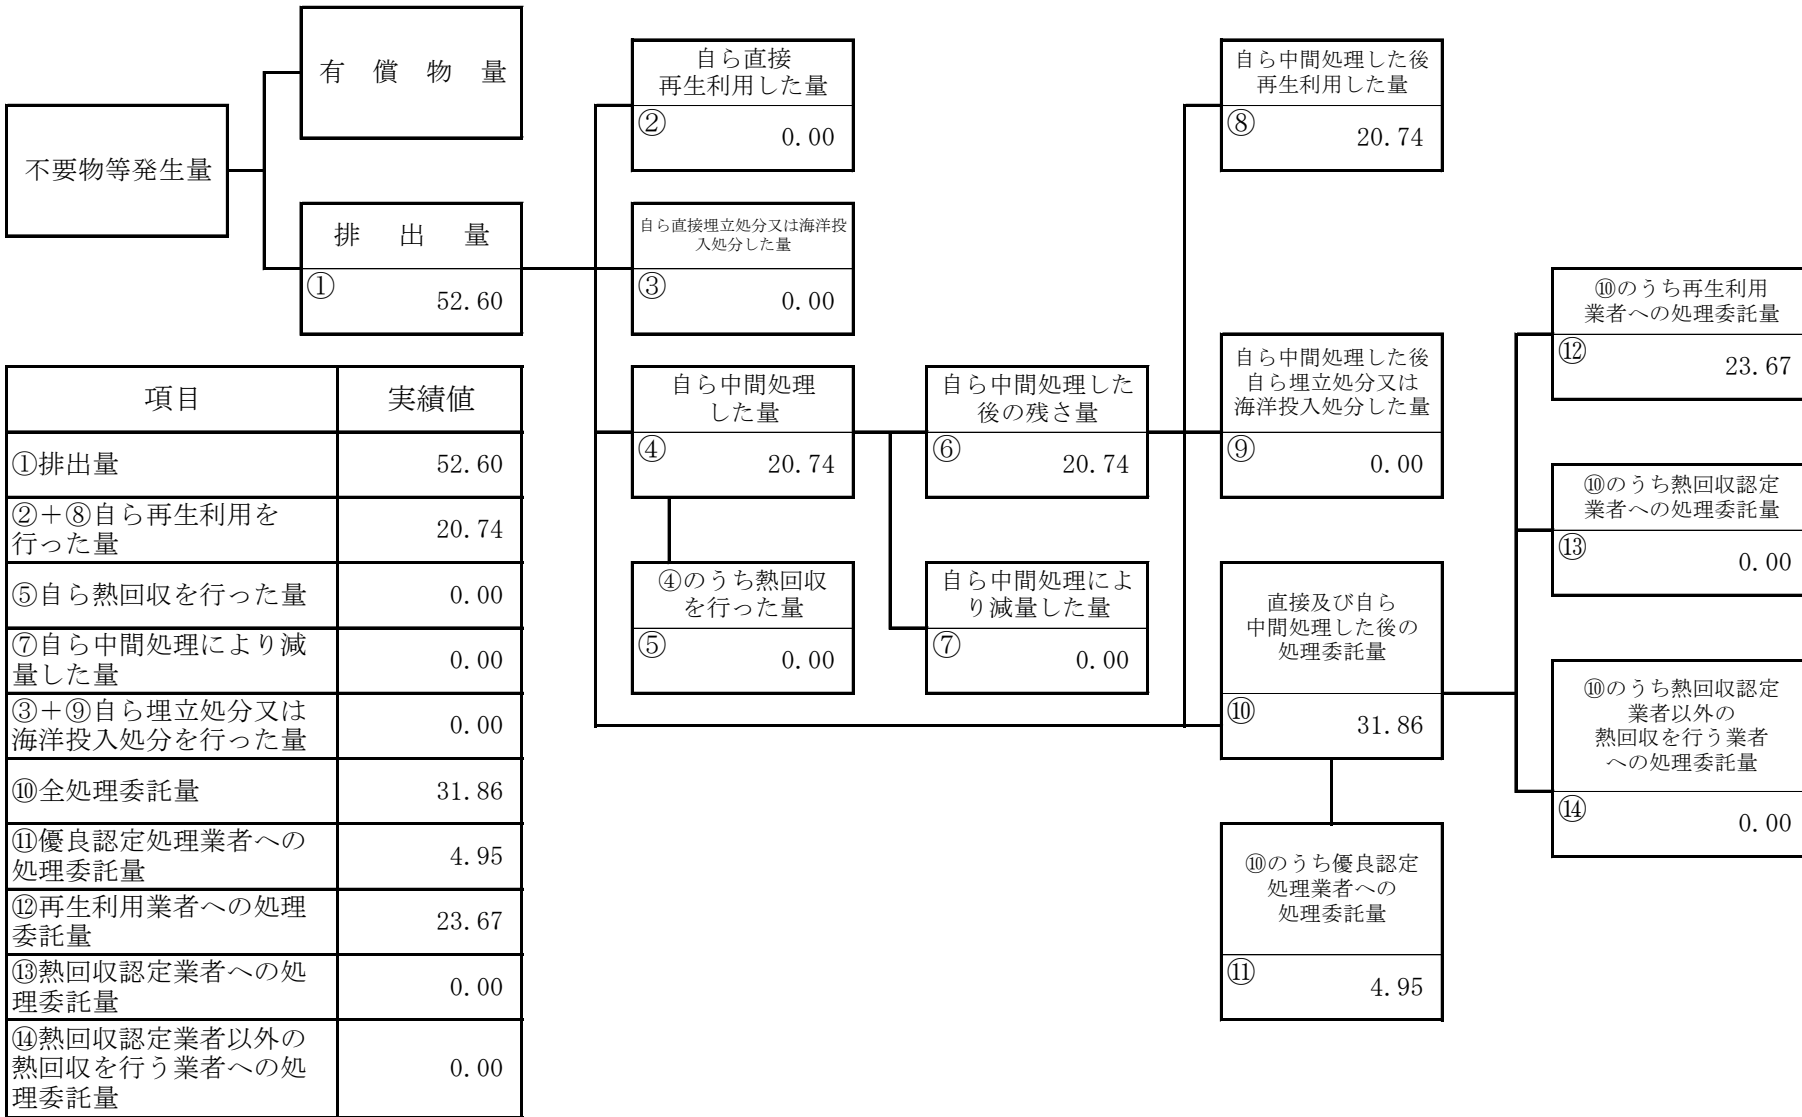 不要物等発生量
有　償　物　量
排　出　量
①
52.60
自ら直接
再生利用した量
②
0.00
自ら直接埋立処分又は海洋投
入処分した量
③
0.00
自ら中間処理
した量
④
20.74
④のうち熱回収
を行った量
⑤
0.00
自ら中間処理した
後の残さ量
⑥
20.74
自ら中間処理によ
り減量した量
⑦
0.00
自ら中間処理した後
再生利用した量
⑧
20.74
自ら中間処理した後
自ら埋立処分又は
海洋投入処分した量
⑨
0.00
直接及び自ら
中間処理した後の
処理委託量
⑩
31.86
⑩のうち優良認定
処理業者への
処理委託量
⑪
4.95
⑩のうち再生利用
業者への処理委託量
⑫
23.67
⑩のうち熱回収認定
業者への処理委託量
⑬
0.00
⑩のうち熱回収認定
業者以外の
熱回収を行う業者
への処理委託量
⑭
0.00
項目 実績値
①排出量 52.60
②＋⑧自ら再生利用を
行った量 20.74
⑤自ら熱回収を行った量 0.00
⑦自ら中間処理により減
量した量 0.00
③＋⑨自ら埋立処分又は
海洋投入処分を行った量 0.00
⑩全処理委託量 31.86
⑪優良認定処理業者への
処理委託量 4.95
⑫再生利用業者への処理
委託量 23.67
⑬熱回収認定業者への処
理委託量 0.00
⑭熱回収認定業者以外の
熱回収を行う業者への処
理委託量 0.00